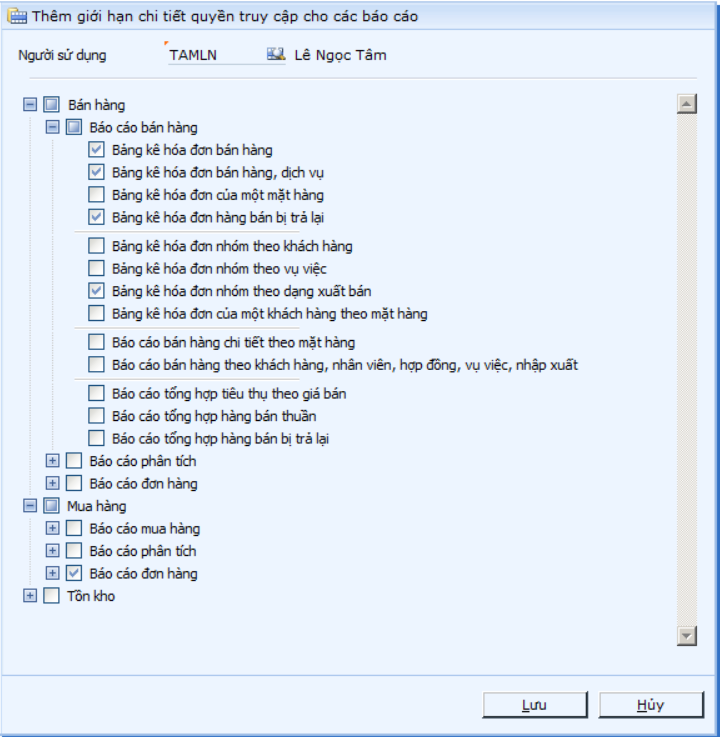 Thêm giới hạn chi tiết quyền truy cập cho các báo cáo
Người sử dụng TAMLN Lê Ngọc Tâm
Bán hàng
Báo cáo bán hàng
Bảng kê hóa đơn bán hàng
Bảng kê hóa đơn bán hàng, dịch vụ
Bảng kê hóa đơn của một mặt hàng
Bảng kê hóa đơn hàng bán bị trả lại
Bảng kê hóa đơn nhóm theo khách hàng
Bảng kê hóa đơn nhóm theo vụ việc
Bảng kê hóa đơn nhóm theo dạng xuất bán
Bảng kê hóa đơn của một khách hàng theo mặt hàng
Báo cáo bán hàng chi tiết theo mặt hàng
Báo cáo bán hàng theo khách hàng, nhân viên, hợp đồng, vụ việc, nhập xuất
Báo cáo tổng hợp tiêu thụ theo giá bán
Báo cáo tổng hợp hàng bán thuần
Báo cáo tổng hợp hàng bán bị trả lại
Báo cáo phân tích
Báo cáo đơn hàng
Mua hàng
Báo cáo mua hàng
Báo cáo phân tích
Báo cáo đơn hàng
Tồn kho
Lưu Hủy